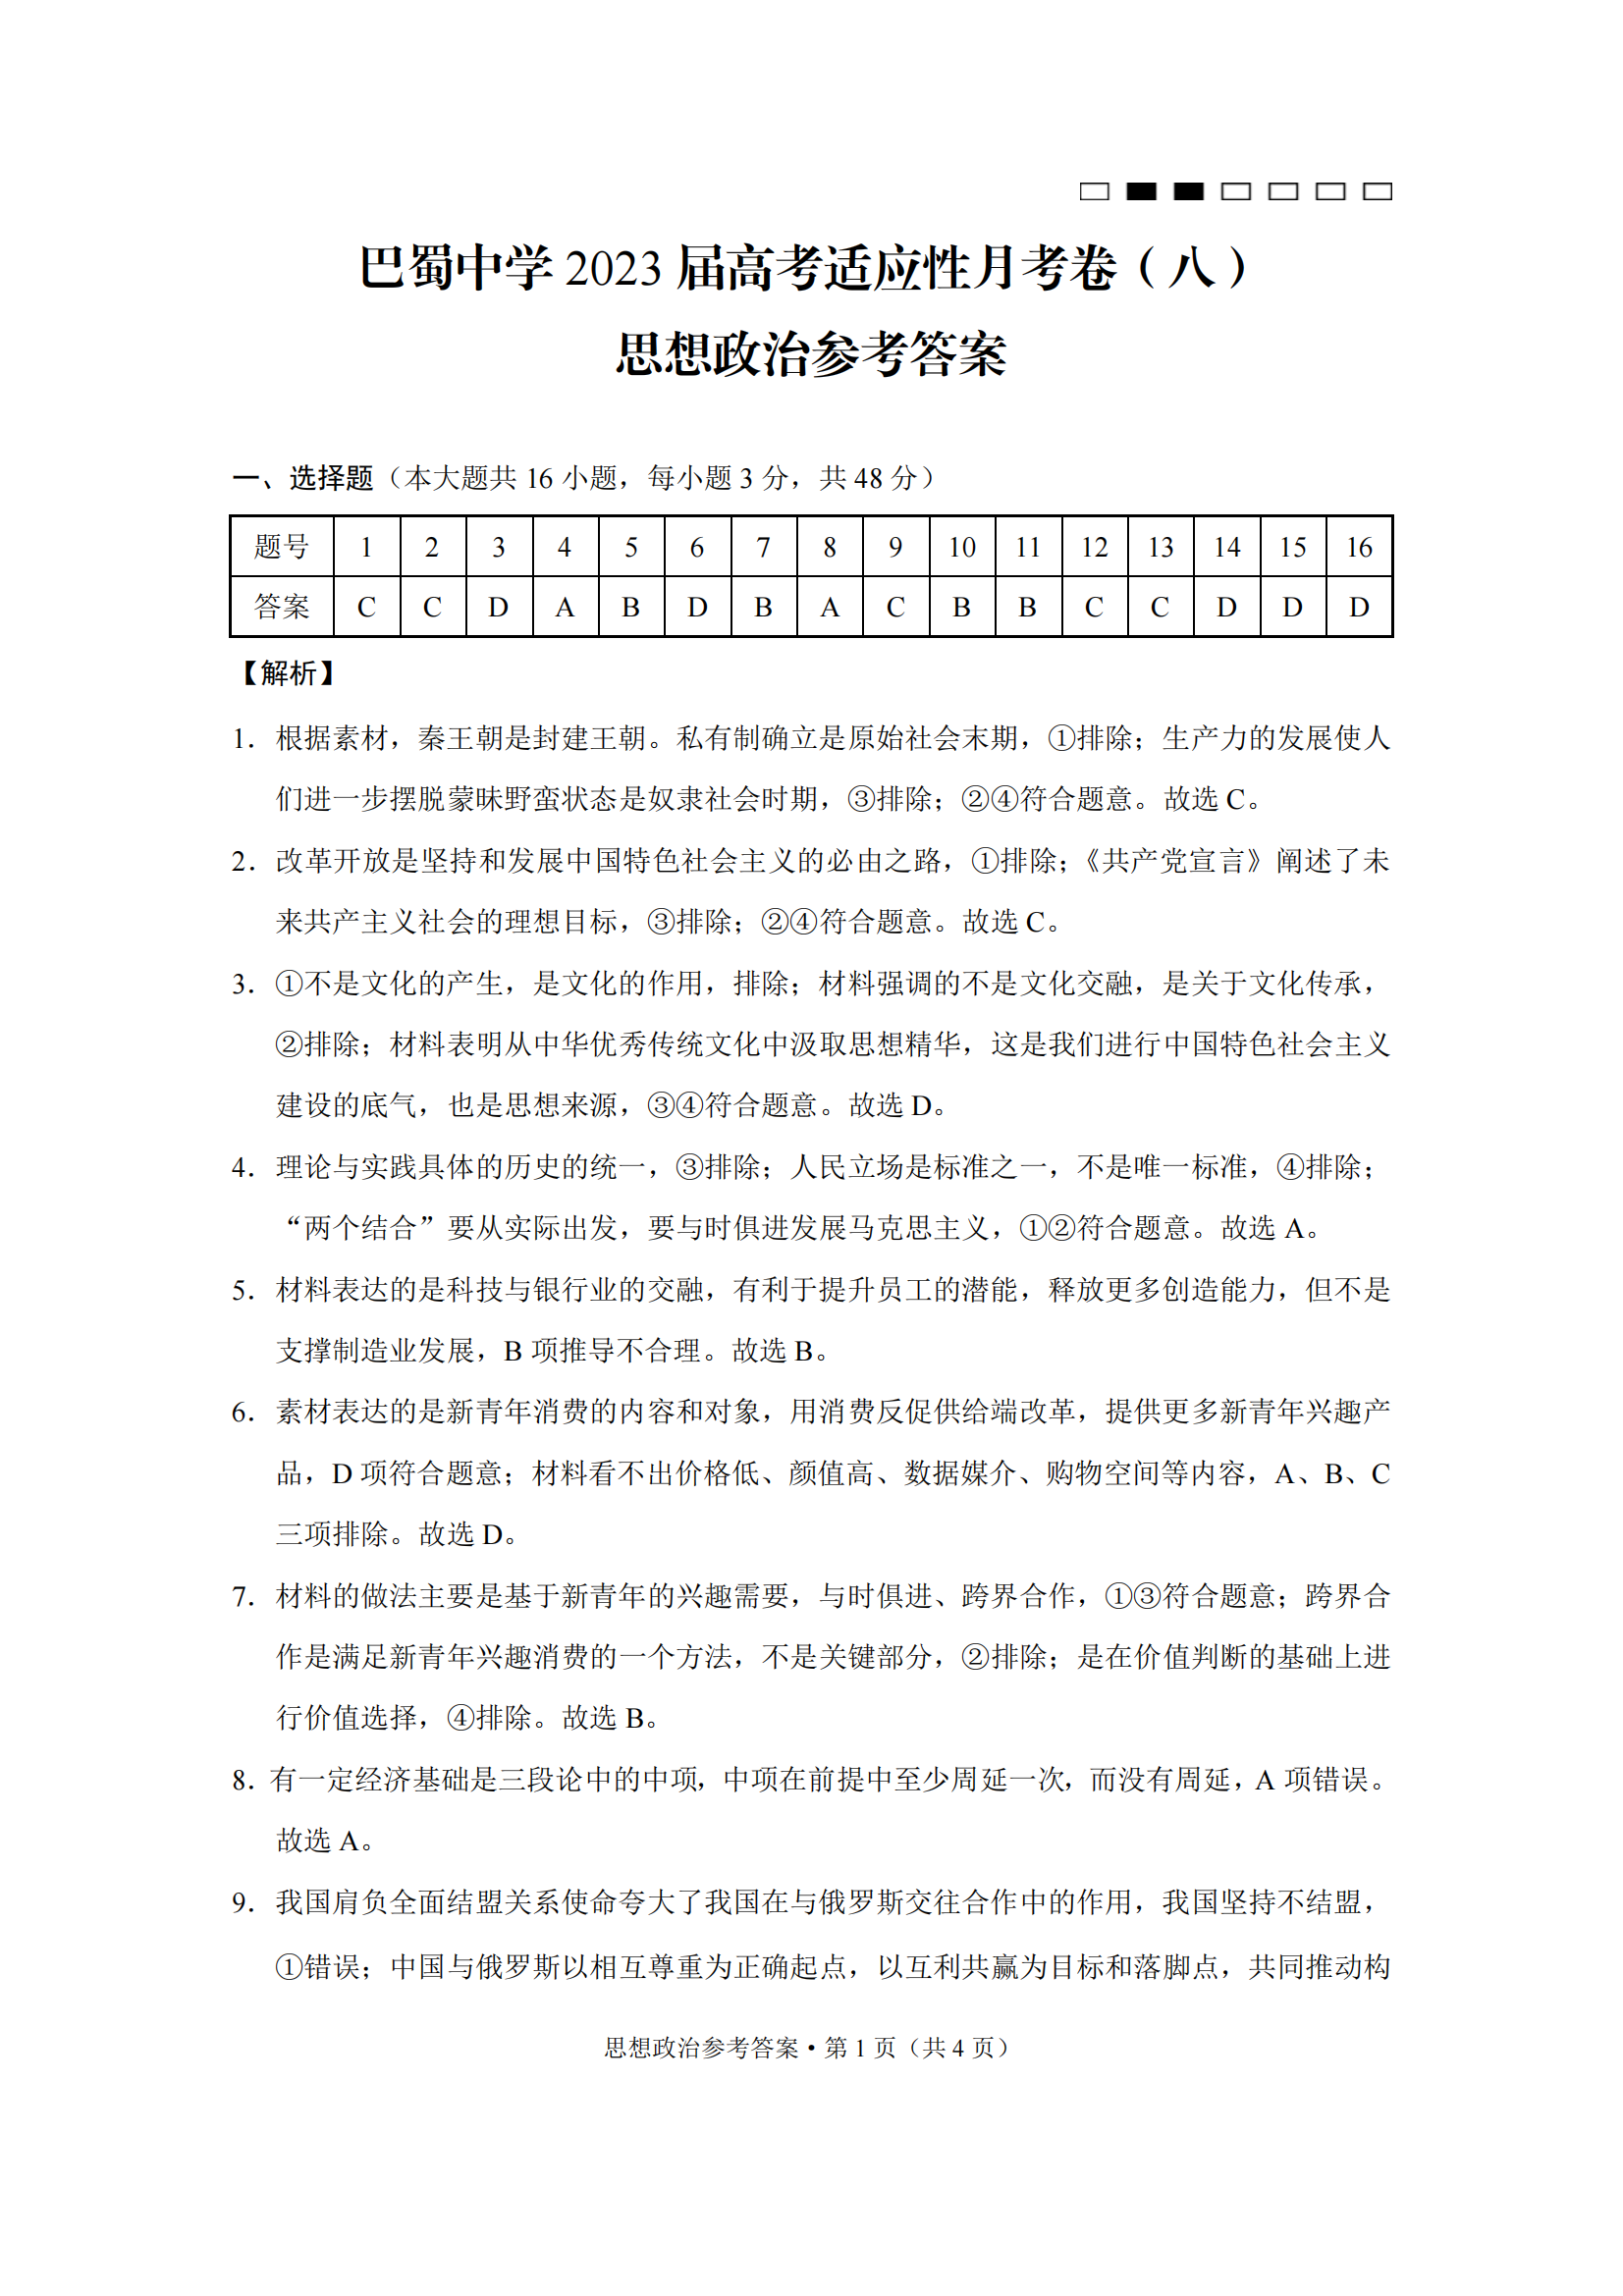 巴蜀中学 2023 届高考适应性月考卷（八）
思想政治参考答案
一、选择题（本大题共 16 小题，每小题 3 分，共 48 分）
题号 1 2 3 4 5 6 7 8 9 10 11 12 13 14 15 16
答案 C C D A B D B A C B B C C D D D
【解析】
1．根据素材，秦王朝是封建王朝。私有制确立是原始社会末期，①排除；生产力的发展使人
们进一步摆脱蒙昧野蛮状态是奴隶社会时期，③排除；②④符合题意。故选 C。
2．改革开放是坚持和发展中国特色社会主义的必由之路，①排除；《共产党宣言》阐述了未
来共产主义社会的理想目标，③排除；②④符合题意。故选 C。
3．①不是文化的产生，是文化的作用，排除；材料强调的不是文化交融，是关于文化传承，
②排除；材料表明从中华优秀传统文化中汲取思想精华，这是我们进行中国特色社会主义
建设的底气，也是思想来源，③④符合题意。故选 D。
4．理论与实践具体的历史的统一，③排除；人民立场是标准之一，不是唯一标准，④排除；
“两个结合”要从实际出发，要与时俱进发展马克思主义，①②符合题意。故选 A。
5．材料表达的是科技与银行业的交融，有利于提升员工的潜能，释放更多创造能力，但不是
支撑制造业发展，B 项推导不合理。故选 B。
6．素材表达的是新青年消费的内容和对象，用消费反促供给端改革，提供更多新青年兴趣产
品，D 项符合题意；材料看不出价格低、颜值高、数据媒介、购物空间等内容，A、B、C
三项排除。故选 D。
7．材料的做法主要是基于新青年的兴趣需要，与时俱进、跨界合作，①③符合题意；跨界合
作是满足新青年兴趣消费的一个方法，不是关键部分，②排除；是在价值判断的基础上进
行价值选择，④排除。故选 B。
8．有一定经济基础是三段论中的中项，中项在前提中至少周延一次，而没有周延，A 项错误。
故选 A。
9．我国肩负全面结盟关系使命夸大了我国在与俄罗斯交往合作中的作用，我国坚持不结盟，
①错误；中国与俄罗斯以相互尊重为正确起点，以互利共赢为目标和落脚点，共同推动构
思想政治参考答案·第 1 页（共 4 页）